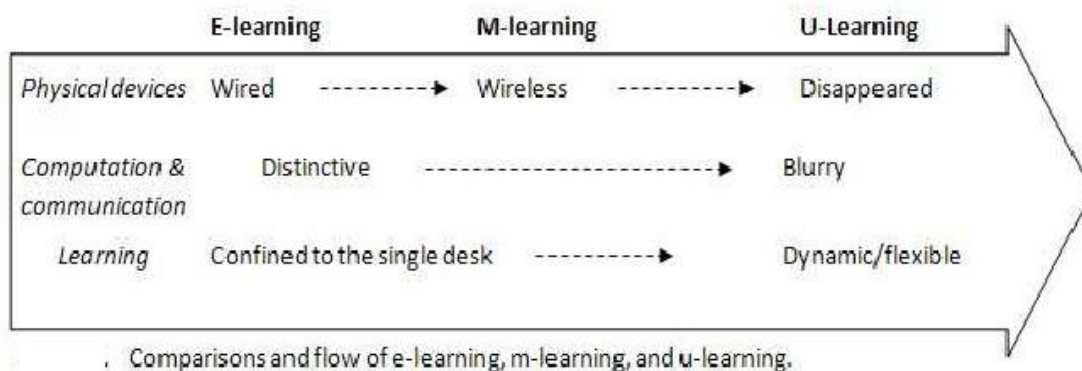 E-learning M-learning U-Learning
Physical devices Wired Wireless Disappeared
Computation & Distinctive Blurry
communication
Learning Confined to the single desk Dynamic/flexible
. Comparisons and flow of e-learning, m-learning, and u-learning.